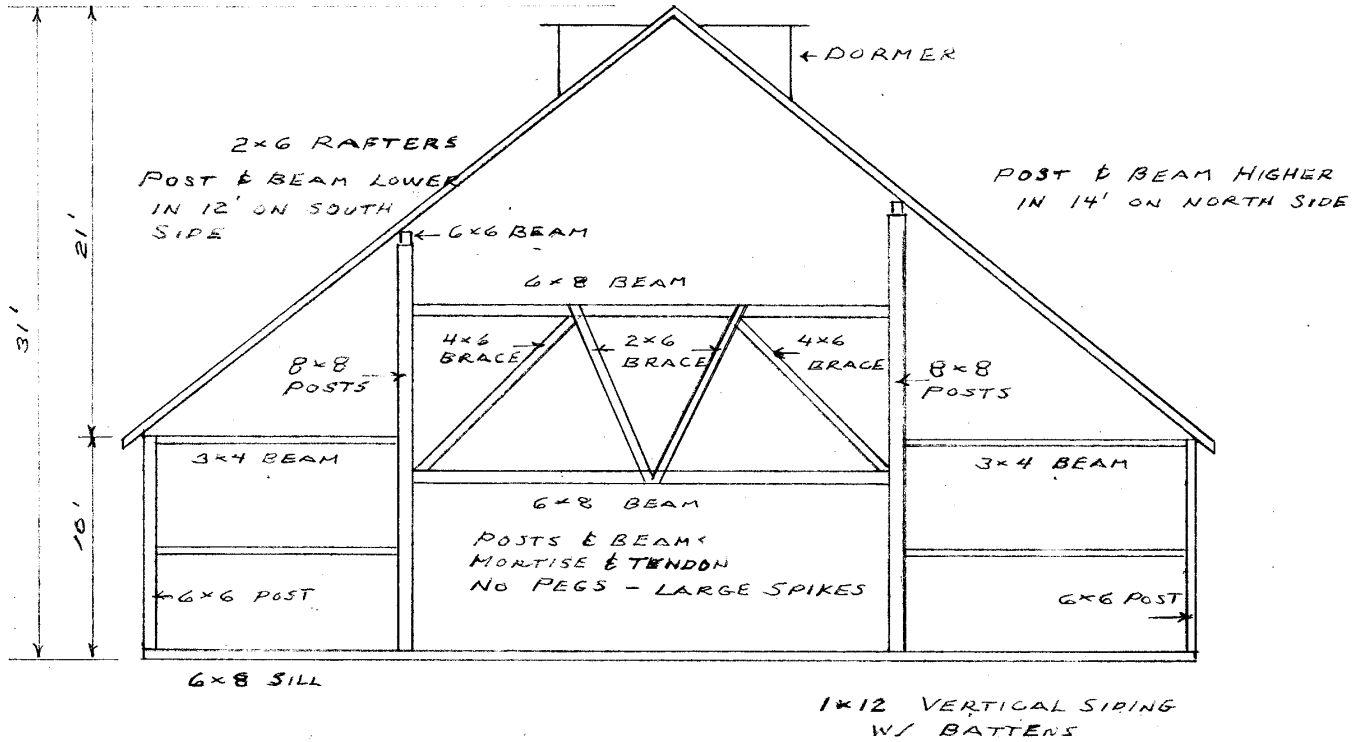 DORMER
2×6 RAFTERS
POST & BEAM LOWER
IN 12' ON SOUTH
SIDE
POST & BEAM HIGHER
IN 14' ON NORTH SIDE
21'
31'
10'
6×6 BEAM
6×8 BEAM
4×6
BRACE
2×6
BRACE
4×6
BRACE
8×8
POSTS
8×8
POSTS
3×4 BEAM
3×4 BEAM
6×8 BEAM
POSTS & BEAMS
MORTISE & TENDON
NO PEGS - LARGE SPIKES
6×6 POST
6×6 POST
6×8 SILL
1×12 VERTICAL SIDING
W/ BATTENS